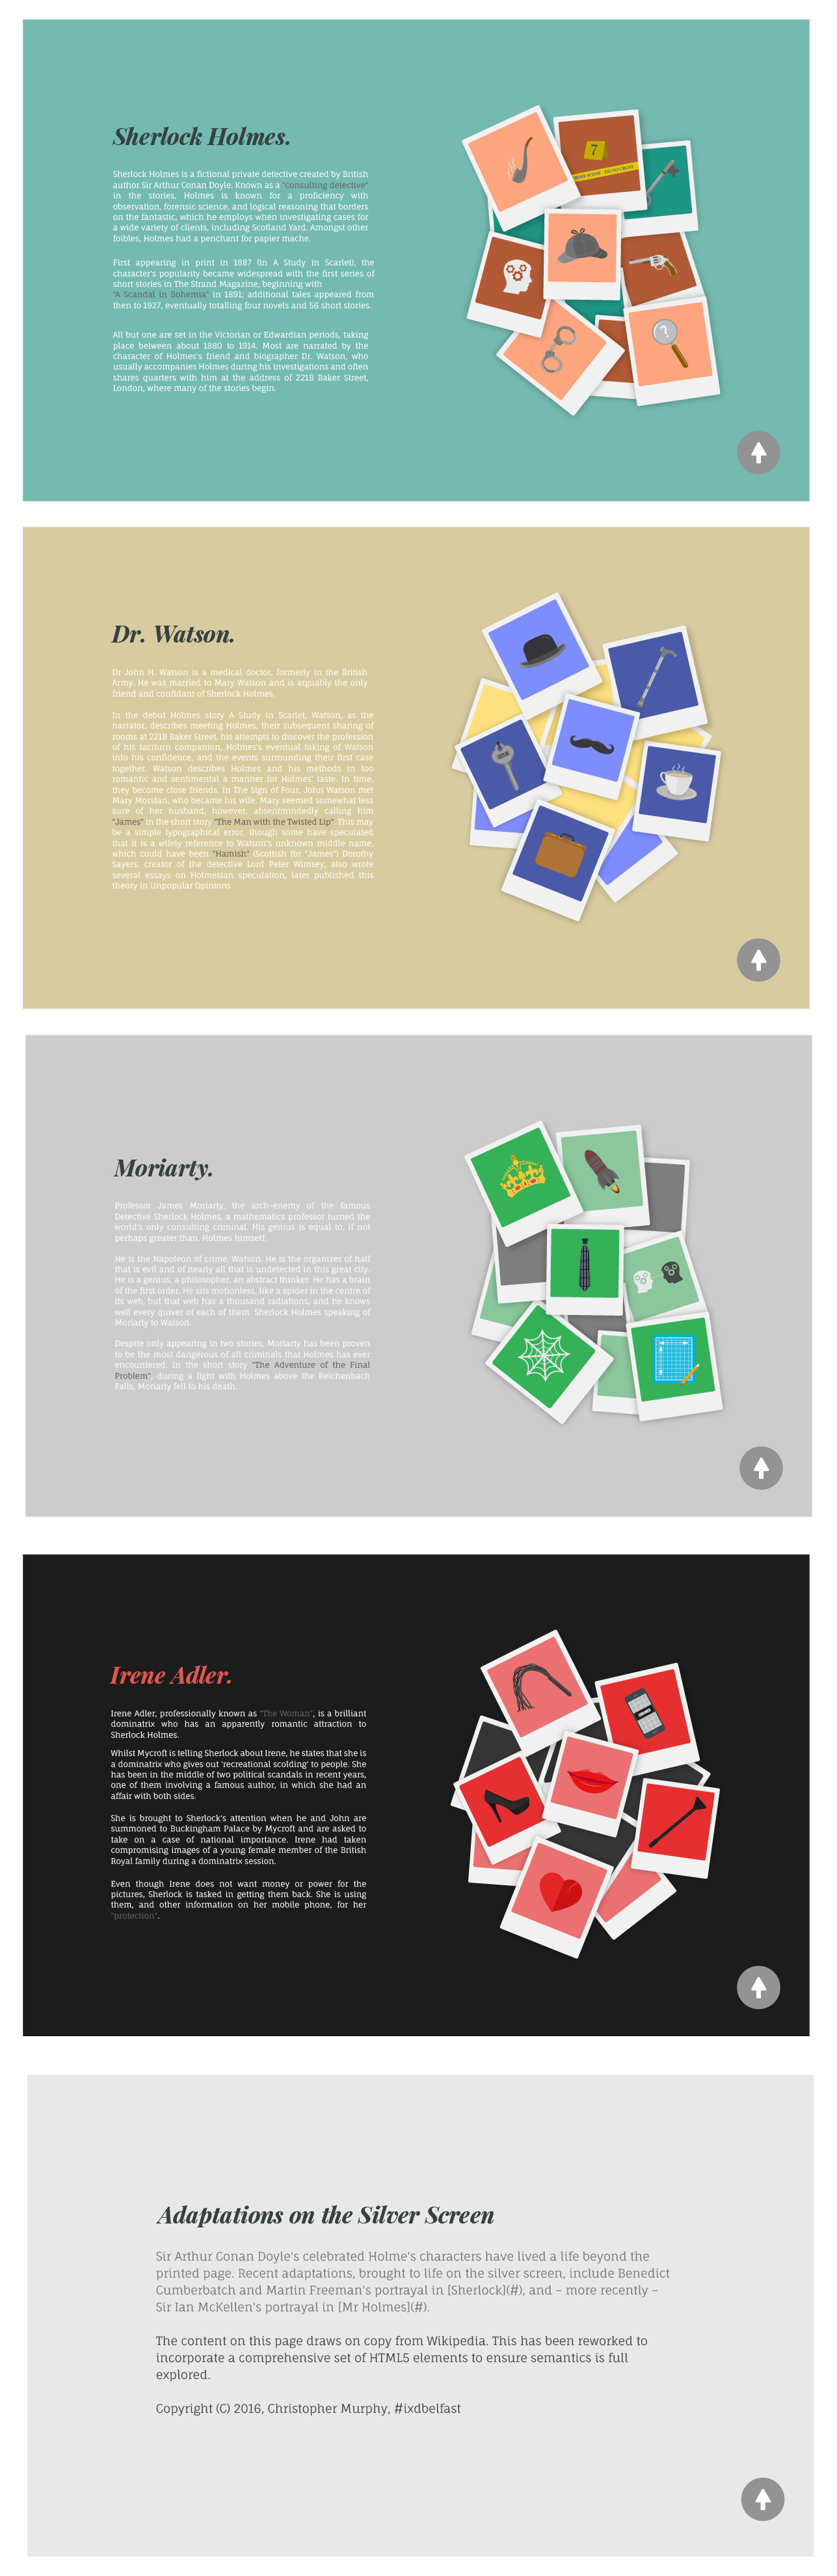 Sherlock Holmes.
Sherlock Holmes is a fictional private detective created by British
author Sir Arthur Conan Doyle. Known as a "consulting detective"
in the stories, Holmes is known for a proficiency with
observation, forensic science, and logical reasoning that borders
on the fantastic, which he employs when investigating cases for
a wide variety of clients, including Scotland Yard. Amongst other
foibles, Holmes had a penchant for papier mache.
First appearing in print in 1887 (in A Study in Scarlet), the
character's popularity became widespread with the first series of
short stories in The Strand Magazine, beginning with
"A Scandal in Bohemia" in 1891; additional tales appeared from
then to 1927, eventually totalling four novels and 56 short stories.
All but one are set in the Victorian or Edwardian periods, taking
place between about 1880 to 1914. Most are narrated by the
character of Holmes's friend and biographer Dr. Watson, who
usually accompanies Holmes during his investigations and often
shares quarters with him at the address of 221B Baker Street,
London, where many of the stories begin.
7
?
Dr. Watson.
Dr John H. Watson is a medical doctor, formerly in the British
Army. He was married to Mary Watson and is arguably the only
friend and confidant of Sherlock Holmes.
In the debut Holmes story A Study in Scarlet, Watson, as the
narrator, describes meeting Holmes, their subsequent sharing of
rooms at 221B Baker Street, his attempts to discover the profession
of his taciturn companion, Holmes's eventual taking of Watson
into his confidence, and the events surrounding their first case
together. Watson describes Holmes and his methods in too
romantic and sentimental a manner for Holmes' taste. In time,
they become close friends. In The Sign of Four, John Watson met
Mary Morstan, who became his wife. Mary seemed somewhat less
sure of her husband, however, absentmindedly calling him
"James" in the short story "The Man with the Twisted Lip" This may
be a simple typographical error, though some have speculated
that it is a wifely reference to Watson's unknown middle name,
which could have been "Hamish" (Scottish for "James") Dorothy
Sayers, creator of the detective Lord Peter Wimsey, also wrote
several essays on Holmesian speculation, later published this
theory in Unpopular Opinions
Moriarty.
Professor James Moriarty, the arch-enemy of the famous
Detective Sherlock Holmes, a mathematics professor turned the
world's only consulting criminal. His genius is equal to, if not
perhaps greater than, Holmes himself.
He is the Napoleon of crime, Watson. He is the organizer of half
that is evil and of nearly all that is undetected in this great city.
He is a genius, a philosopher, an abstract thinker. He has a brain
of the first order. He sits motionless, like a spider in the centre of
its web, but that web has a thousand radiations, and he knows
well every quiver of each of them. Sherlock Holmes speaking of
Moriarty to Watson.
Despite only appearing in two stories, Moriarty has been proven
to be the most dangerous of all criminals that Holmes has ever
encountered. In the short story "The Adventure of the Final
Problem" during a fight with Holmes above the Reichenbach
Falls, Moriarty fell to his death.
Irene Adler.
Irene Adler, professionally known as "The Woman", is a brilliant
dominatrix who has an apparently romantic attraction to
Sherlock Holmes.
Whilst Mycroft is telling Sherlock about Irene, he states that she is
a dominatrix who gives out 'recreational scolding' to people. She
has been in the middle of two political scandals in recent years,
one of them involving a famous author, in which she had an
affair with both sides.
She is brought to Sherlock's attention when he and John are
summoned to Buckingham Palace by Mycroft and are asked to
take on a case of national importance. Irene had taken
compromising images of a young female member of the British
Royal family during a dominatrix session.
Even though Irene does not want money or power for the
pictures, Sherlock is tasked in getting them back. She is using
them, and other information on her mobile phone, for her
"protection".
Adaptations on the Silver Screen
Sir Arthur Conan Doyle's celebrated Holme's characters have lived a life beyond the
printed page. Recent adaptations, brought to life on the silver screen, include Benedict
Cumberbatch and Martin Freeman's portrayal in [Sherlock](#), and – more recently –
Sir Ian McKellen's portrayal in [Mr Holmes](#).
The content on this page draws on copy from Wikipedia. This has been reworked to
incorporate a comprehensive set of HTML5 elements to ensure semantics is full
explored.
Copyright (C) 2016, Christopher Murphy, #ixdbelfast